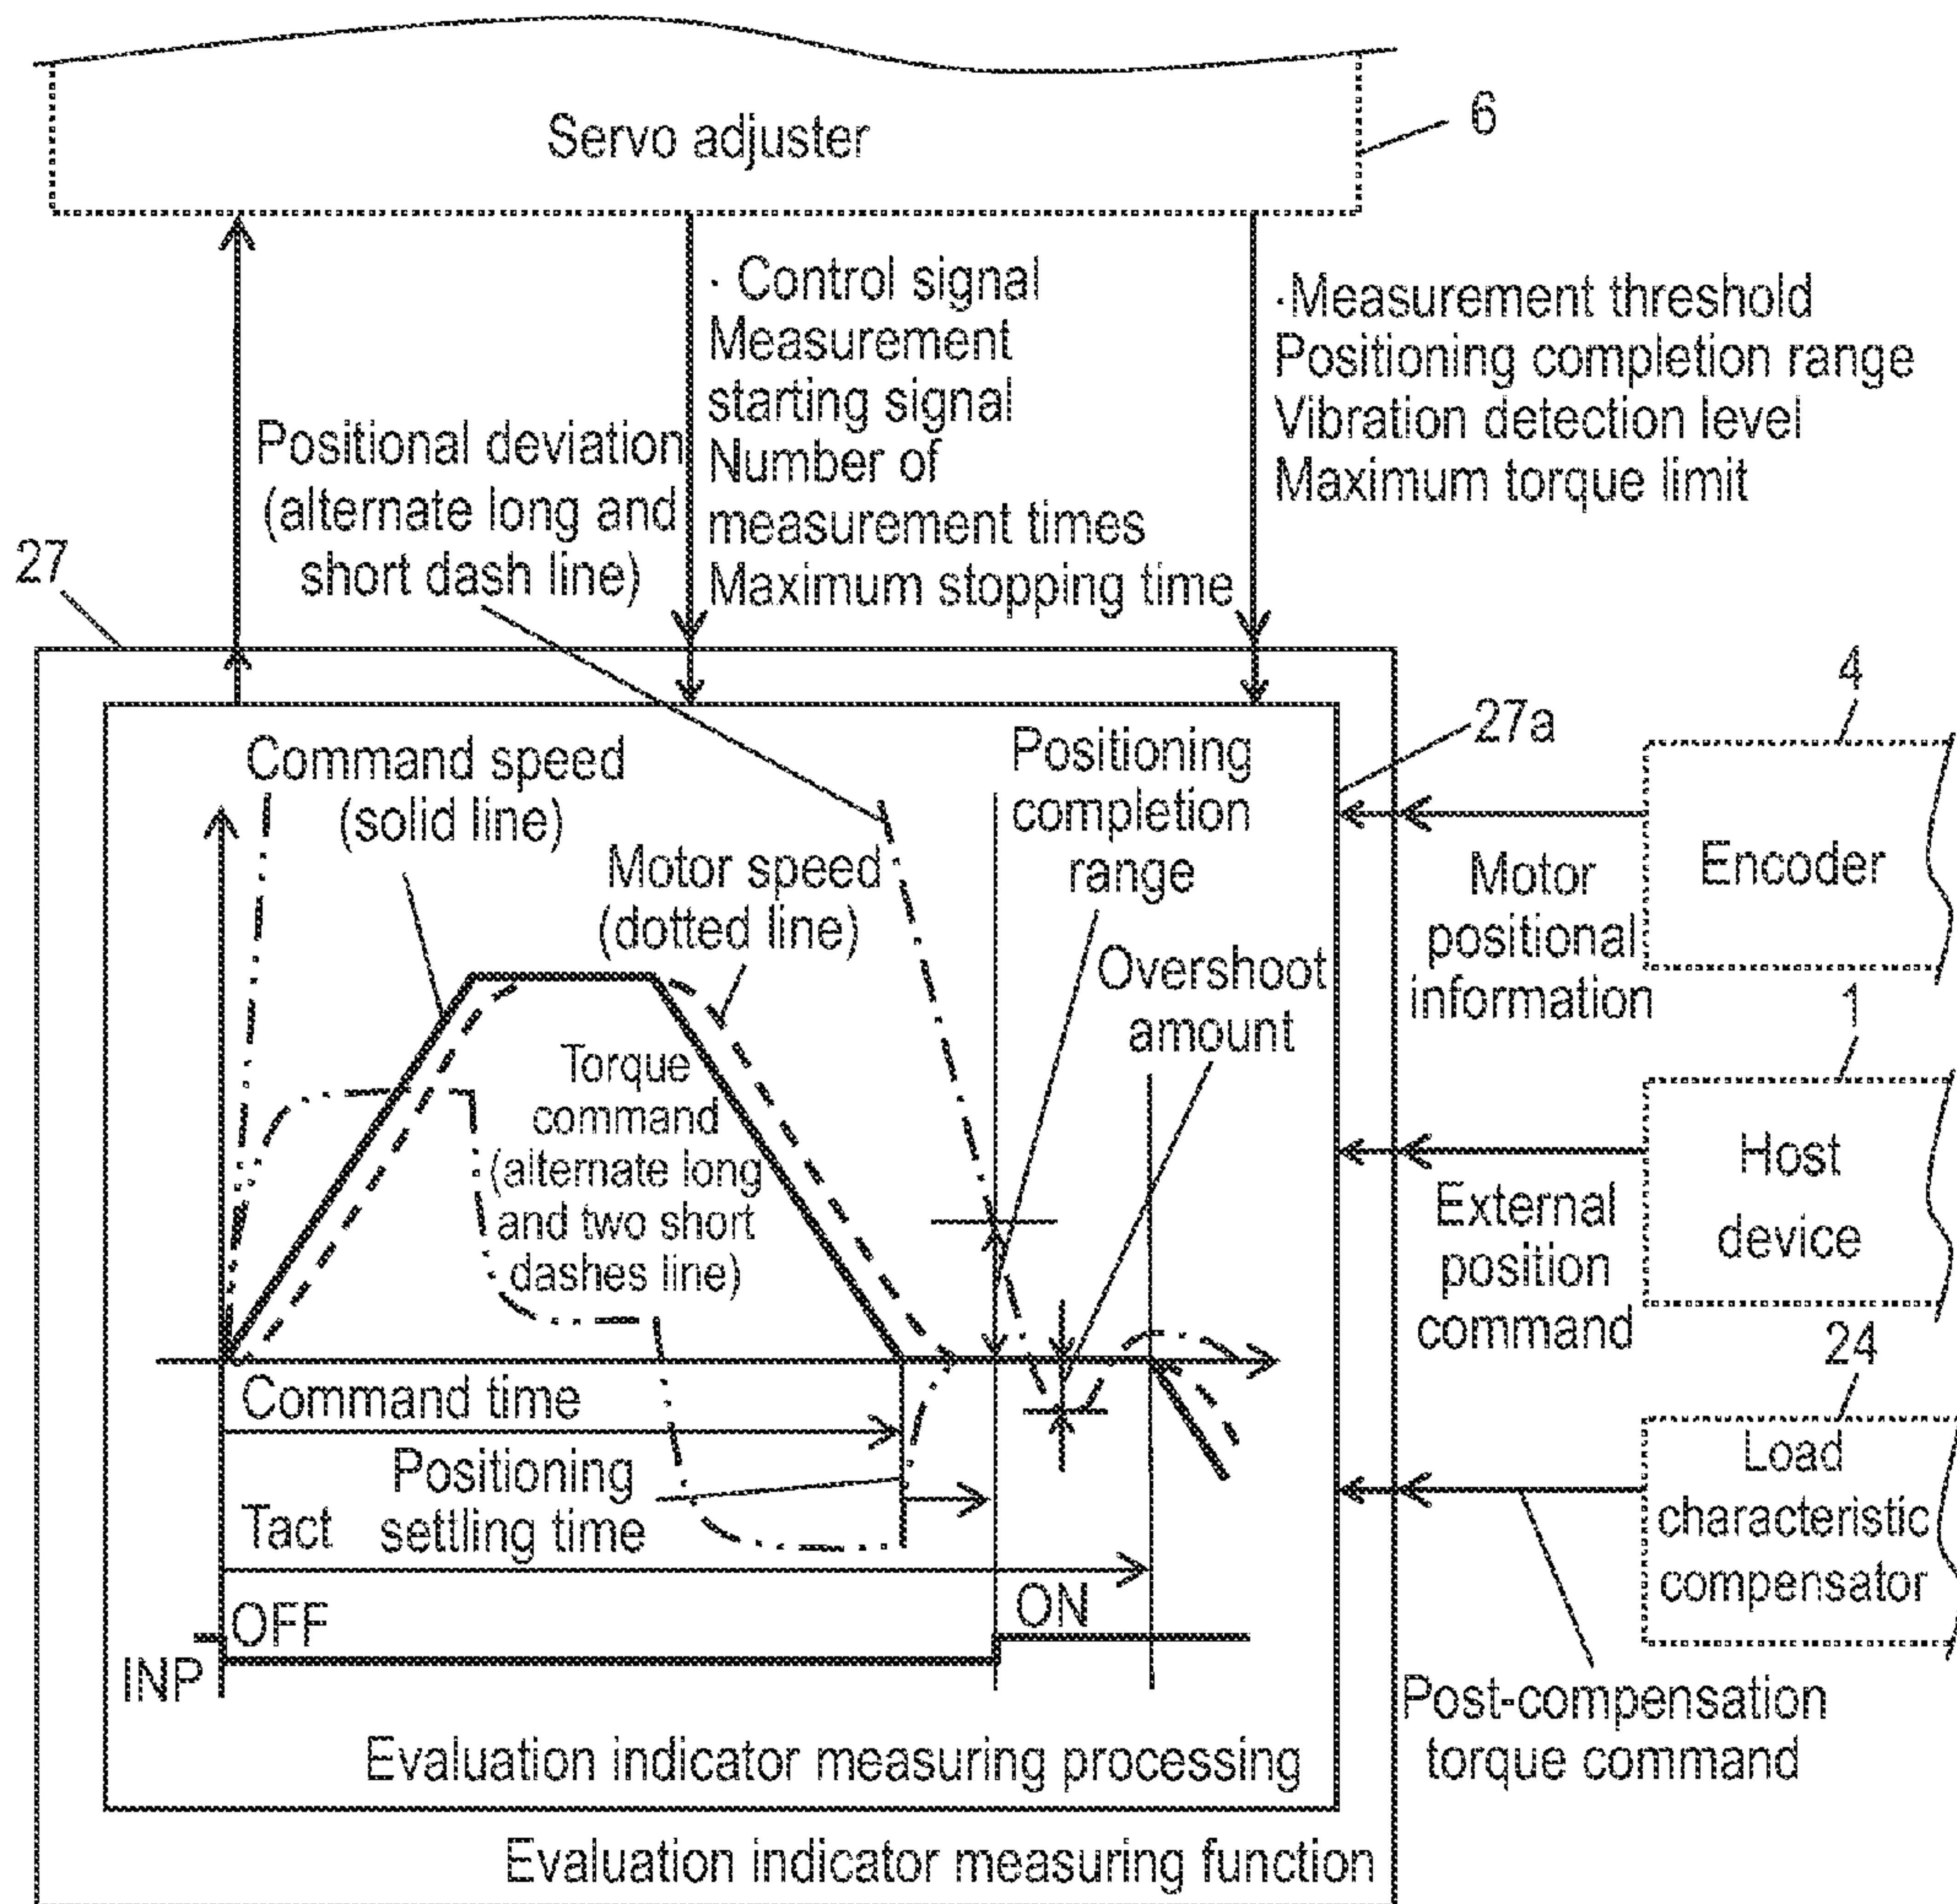 Servo adjuster
6
· Control signal
Measurement
starting signal
Number of
measurement times
Maximum stopping time
·Measurement threshold
Positioning completion range
Vibration detection level
Maximum torque limit
Positional deviation
(alternate long and
short dash line)
27
27a
4
Encoder
Motor
positional
information
1
Host
device
External
position
command
24
Load
characteristic
compensator
Post-compensation
torque command
Command speed
(solid line)
Motor speed
(dotted line)
Positioning
completion
range
Overshoot
amount
Torque
command
(alternate long
and two short
dashes line)
Command time
Positioning
settling time
Tact
OFF
ON
INP
Evaluation indicator measuring processing
Evaluation indicator measuring function